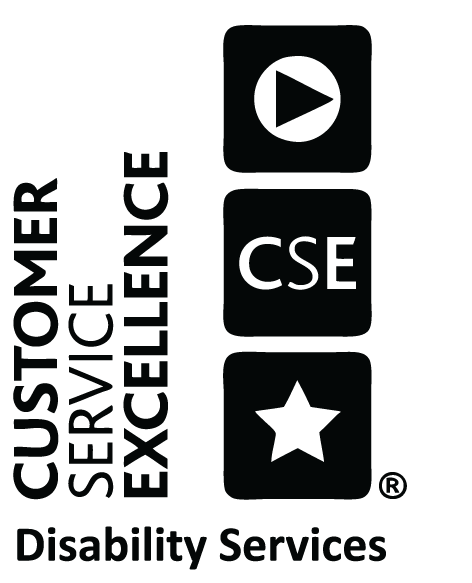 CUSTOMER
SERVICE
EXCELLENCE
CSE
®
Disability Services